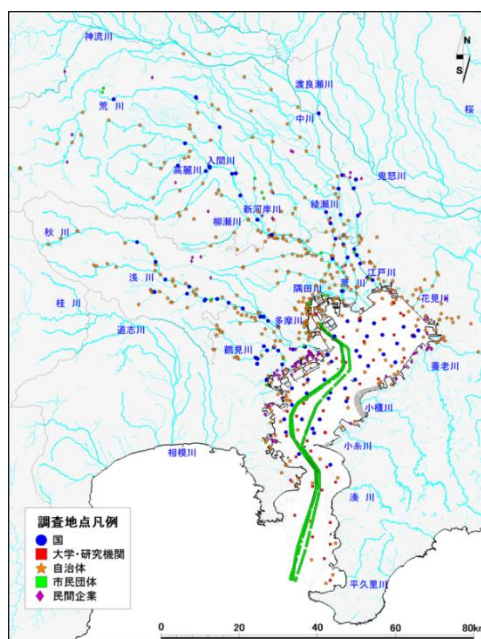 神流川
N
S
渡良瀬川
桜
荒川
中川
入間川
鬼怒川
高麗川
綾瀬川
新河岸川
柳瀬川
秋川
江戸川
浅川
荒川
隅田川
花見川
桂川
多摩川
道志川
鶴見川
養老川
小櫃川
相模川
小糸川
湊川
調査地点凡例
国
大学・研究機関
自治体
市民団体
民間企業
平久里川
0 20 40 60 80km